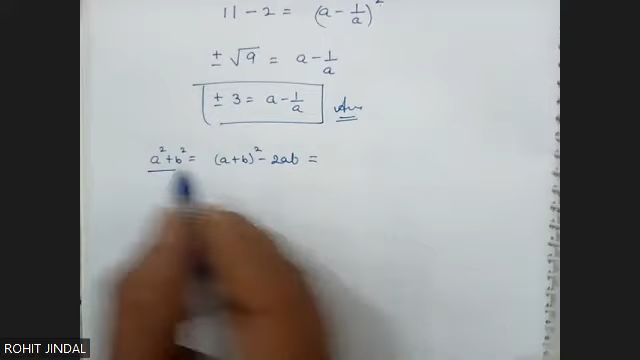 11 - 2 = (a - 1/a)²
± √9 = a - 1/a
± 3 = a - 1/a Ans
a² + b² = (a+b)² - 2ab =
ROHIT JINDAL